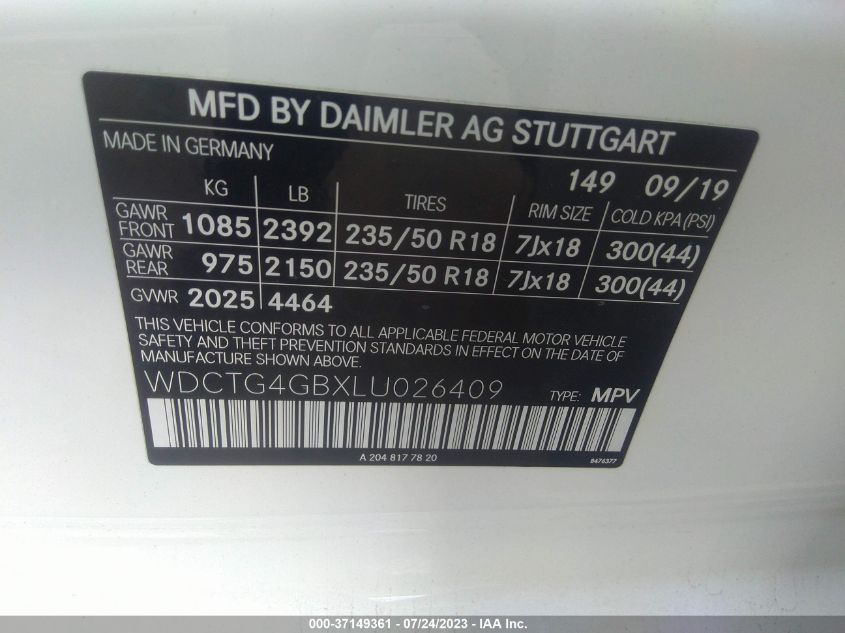 MFD BY DAIMLER AG STUTTGART
MADE IN GERMANY
149 09/19
KG LB TIRES RIM SIZE COLD KPA (PSI)
GAWR FRONT 1085 2392 235/50 R18 7Jx18 300(44)
GAWR REAR 975 2150 235/50 R18 7Jx18 300(44)
GVWR 2025 4464
THIS VEHICLE CONFORMS TO ALL APPLICABLE FEDERAL MOTOR VEHICLE
SAFETY AND THEFT PREVENTION STANDARDS IN EFFECT ON THE DATE OF
MANUFACTURE SHOWN ABOVE.
WDCTG4GBXLU026409 TYPE: MPV
A 204 817 78 20
000-37149361 - 07/24/2023 - IAA Inc.